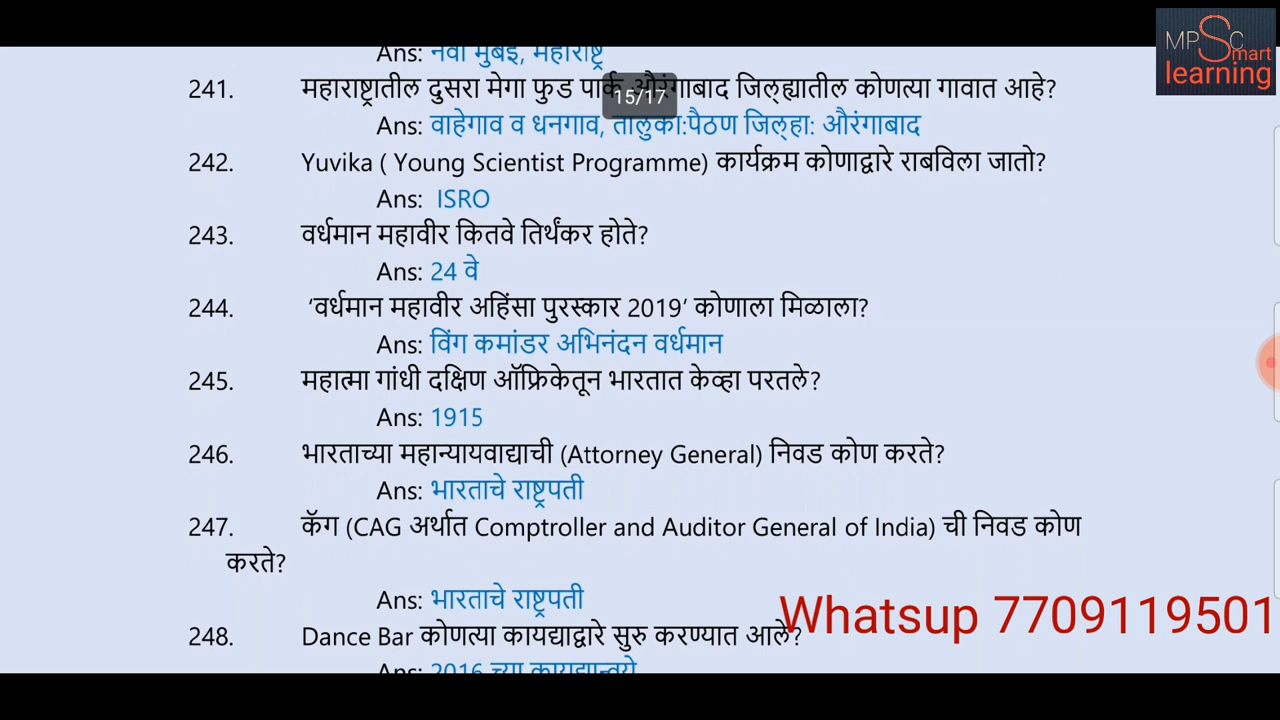 MPSC
Smart
learning
Ans: नवी मुंबई, महाराष्ट्र
241. महाराष्ट्रातील दुसरा मेगा फुड पार्क औरंगाबाद जिल्ह्यातील कोणत्या गावात आहे?
15/17
Ans: वाहेगाव व धनगाव, तालुका:पैठण जिल्हा: औरंगाबाद
242. Yuvika ( Young Scientist Programme) कार्यक्रम कोणाद्वारे राबविला जातो?
Ans: ISRO
243. वर्धमान महावीर कितवे तिर्थंकर होते?
Ans: 24 वे
244. ‘वर्धमान महावीर अहिंसा पुरस्कार 2019’ कोणाला मिळाला?
Ans: विंग कमांडर अभिनंदन वर्धमान
245. महात्मा गांधी दक्षिण ऑफ्रिकेतून भारतात केव्हा परतले?
Ans: 1915
246. भारताच्या महान्यायवाद्याची (Attorney General) निवड कोण करते?
Ans: भारताचे राष्ट्रपती
247. कॅग (CAG अर्थात Comptroller and Auditor General of India) ची निवड कोण
करते?
Ans: भारताचे राष्ट्रपती
Whatsup 7709119501
248. Dance Bar कोणत्या कायद्याद्वारे सुरु करण्यात आले?
Ans: 2016 च्या कायद्यान्वये